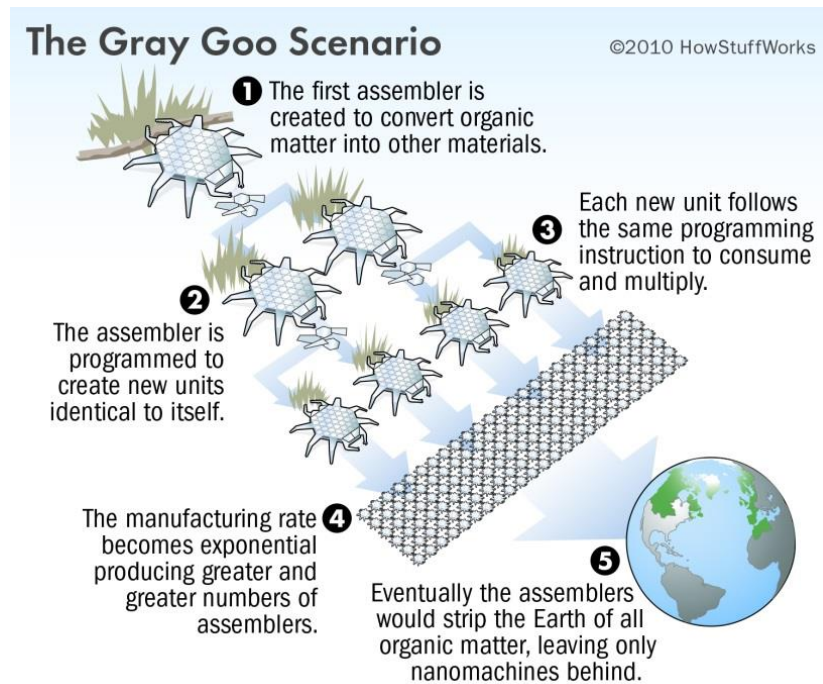 The Gray Goo Scenario
©2010 HowStuffWorks
1 The first assembler is
created to convert organic
matter into other materials.
2
The assembler is
programmed to
create new units
identical to itself.
Each new unit follows
3 the same programming
instruction to consume
and multiply.
The manufacturing rate 4
becomes exponential
producing greater and
greater numbers of
assemblers.
5
Eventually the assemblers
would strip the Earth of all
organic matter, leaving only
nanomachines behind.